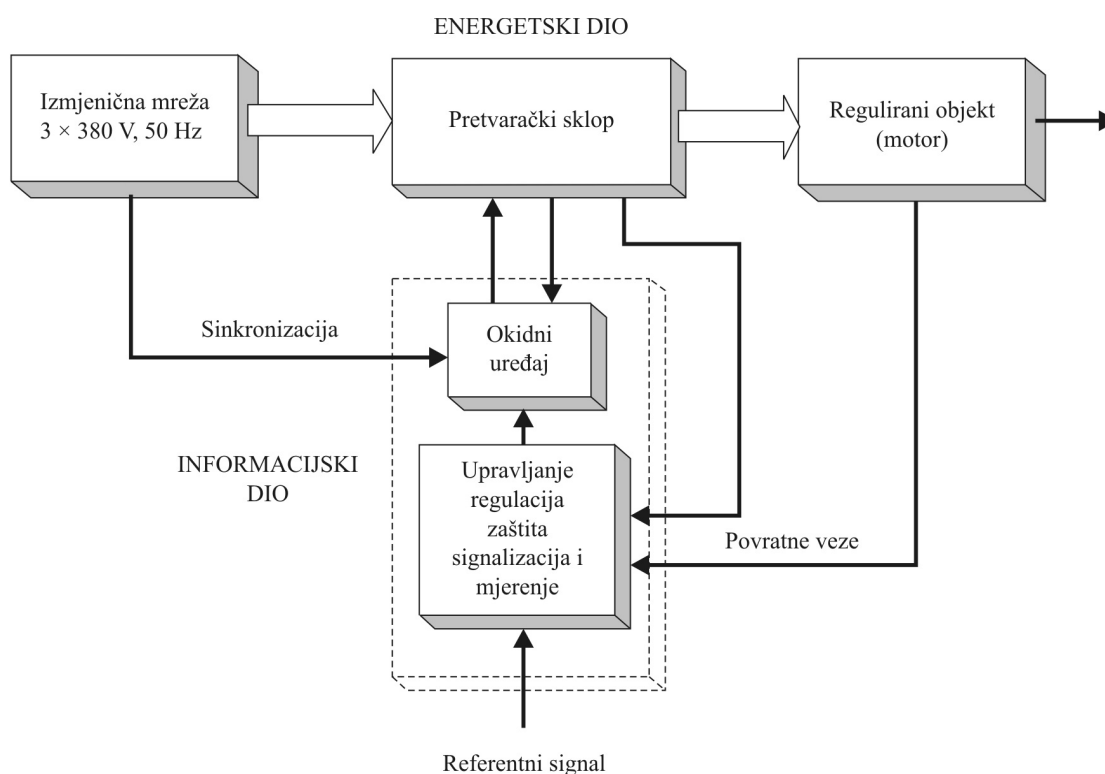 ENERGETSKI DIO
Izmjenična mreža
3 × 380 V, 50 Hz
Pretvarački sklop
Regulirani objekt
(motor)
Sinkronizacija
Okidni
uređaj
INFORMACIJSKI
DIO
Upravljanje
regulacija
zaštita
signalizacija i
mjerenje
Povratne veze
Referentni signal